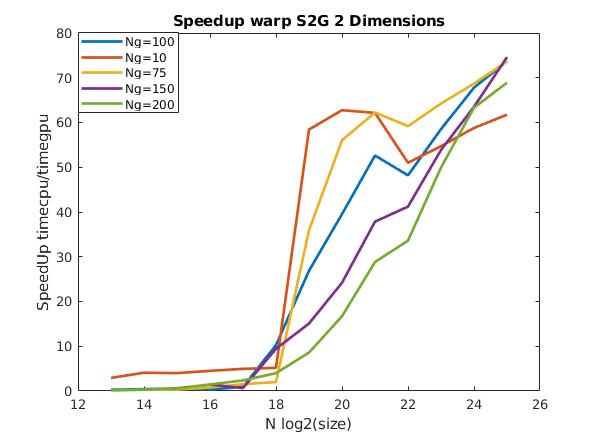 Speedup warp S2G 2 Dimensions
80
70
60
50
40
30
20
10
0
SpeedUp timecpu/timegpu
Ng=100
Ng=10
Ng=75
Ng=150
Ng=200
12 14 16 18 20 22 24 26
N log2(size)